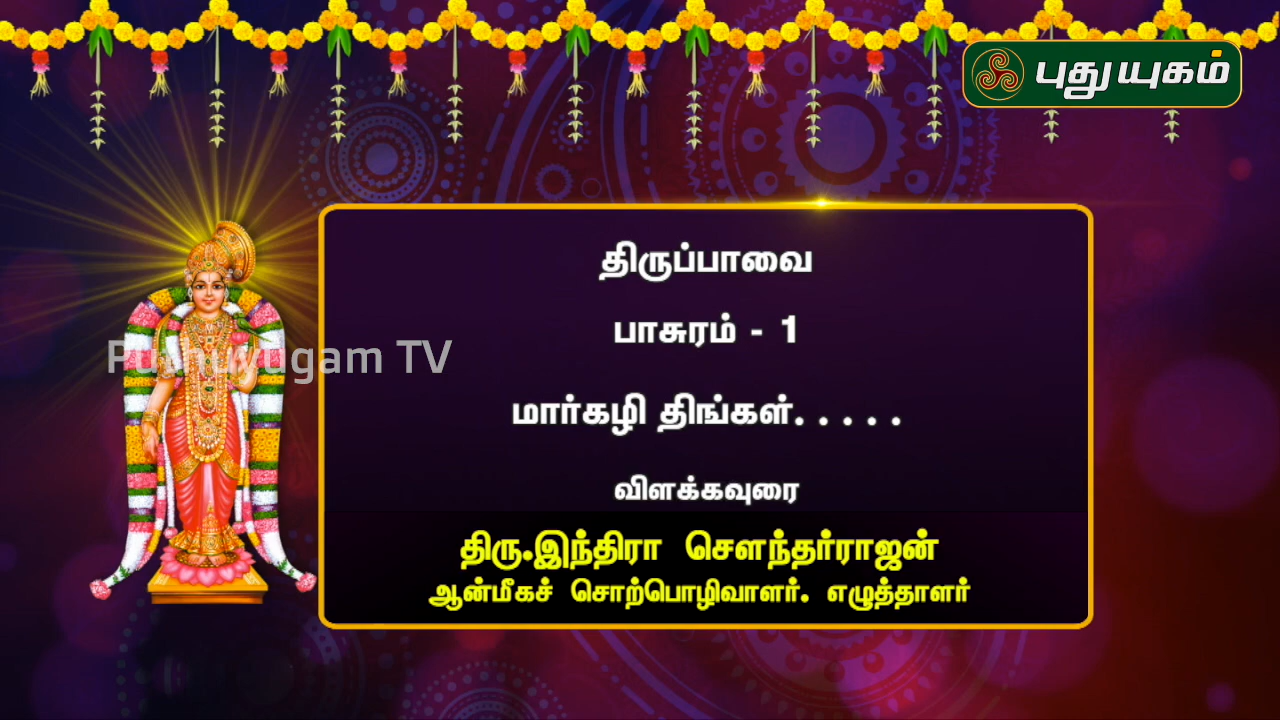 புதுயுகம்
திருப்பாவை
பாசுரம் - 1
Puthuyugam TV
மார்கழி திங்கள். . . . .
விளக்கவுரை
திரு.இந்திரா சௌந்தர்ராஜன்
ஆன்மீகச் சொற்பொழிவாளர். எழுத்தாளர்